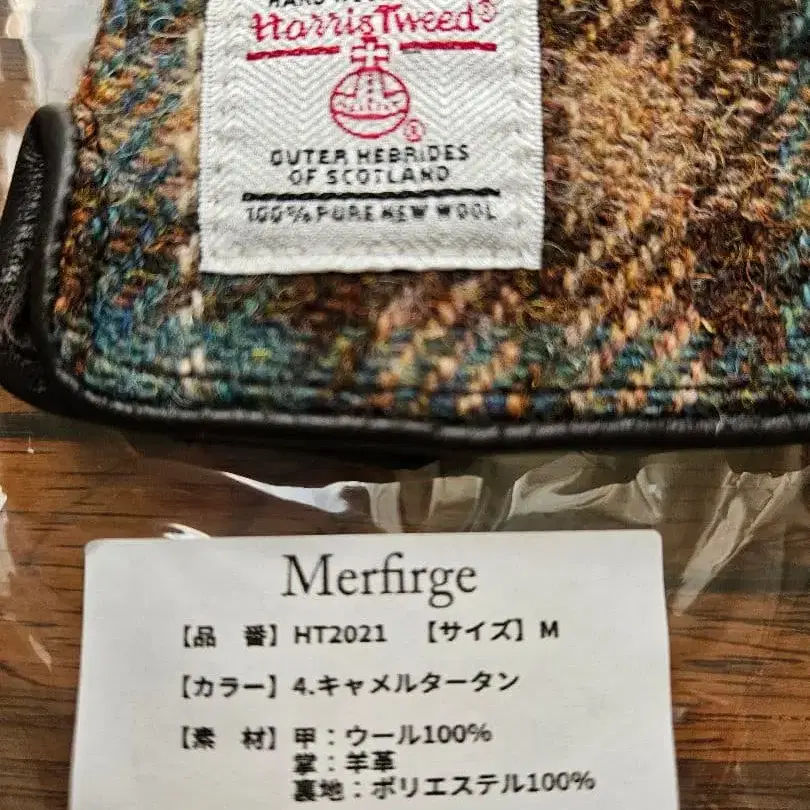 Harris Tweed®
®
OUTER HEBRIDES
OF SCOTLAND
100% PURE NEW WOOL
Merfirge
【品　番】HT2021　【サイズ】M
【カラー】4.キャメルタータン
【素　材】甲：ウール100%
掌：羊革
裏地：ポリエステル100%